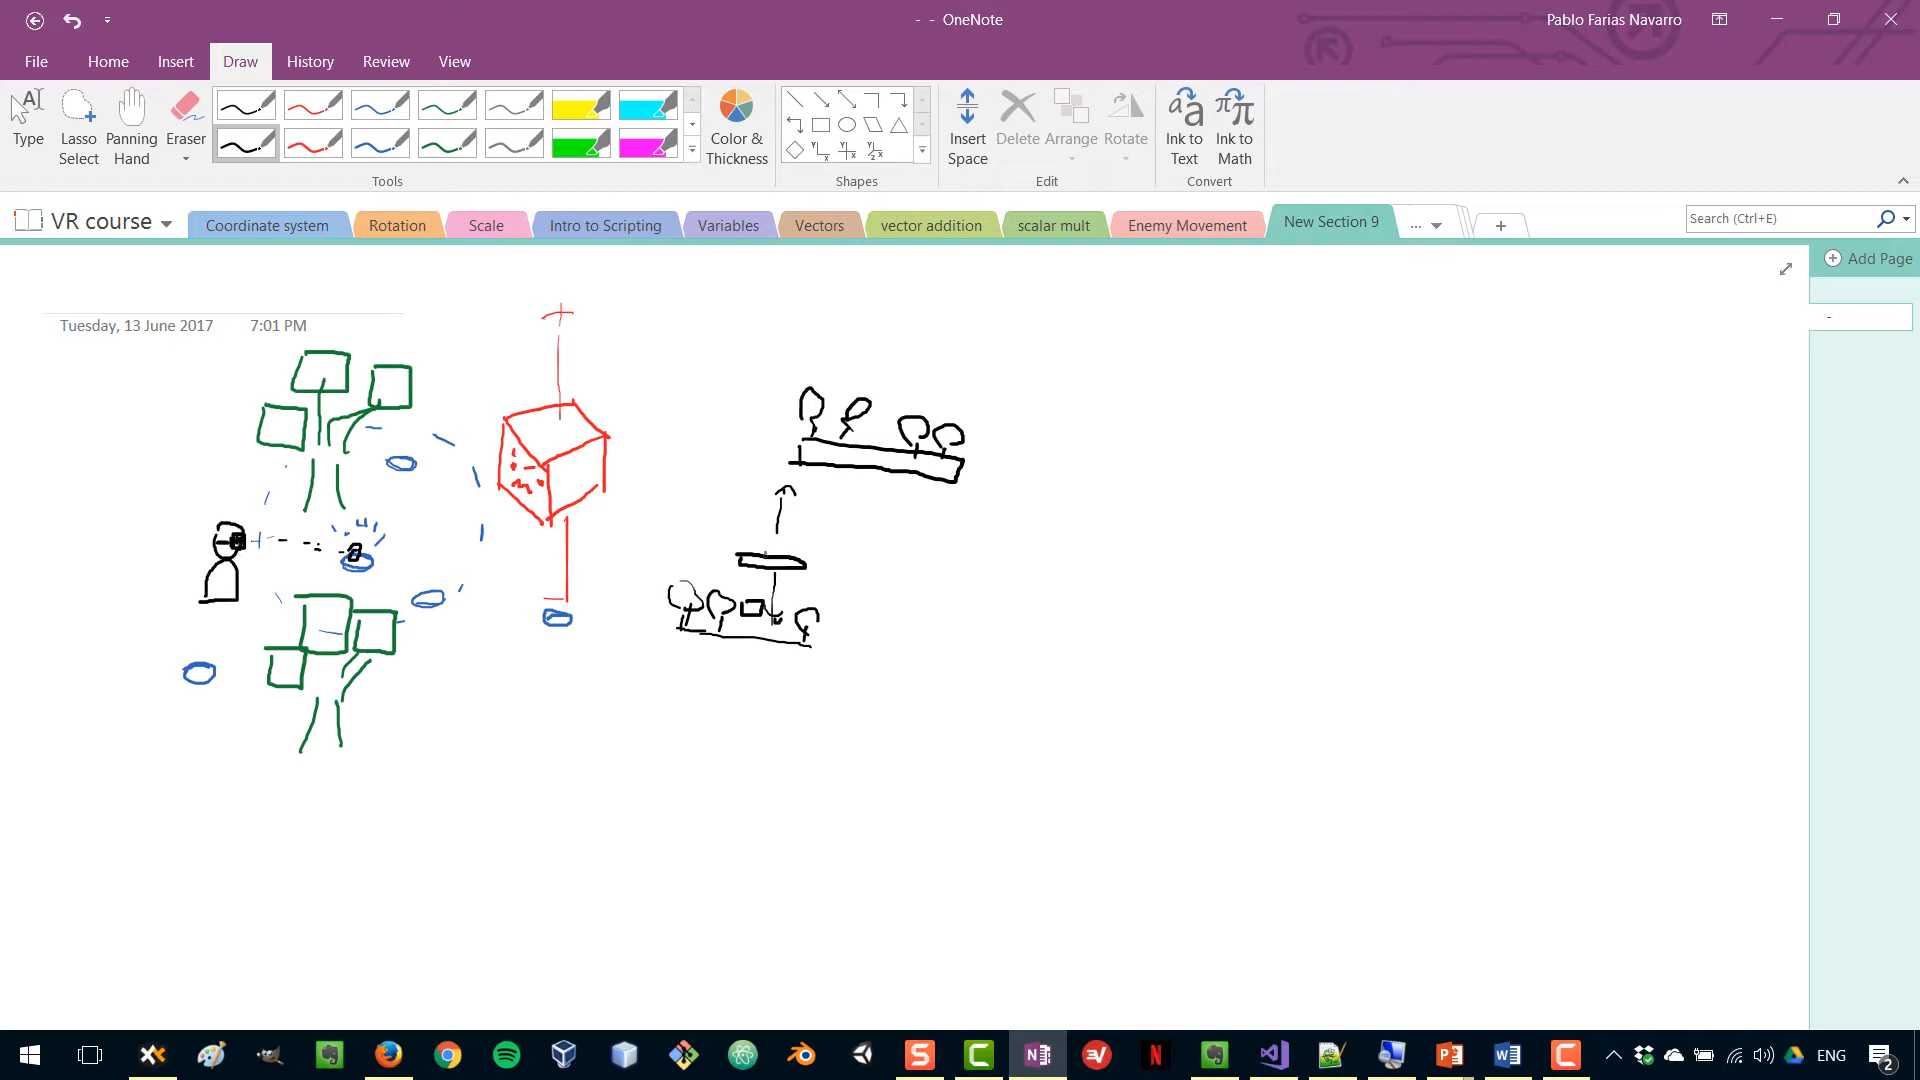 - - OneNote
Pablo Farias Navarro
File Home Insert Draw History Review View
Type
Lasso Select
Panning Hand
Eraser
Color & Thickness
Insert Space
Delete
Arrange
Rotate
Ink to Text
Ink to Math
Tools
Shapes
Edit
Convert
VR course
Coordinate system
Rotation
Scale
Intro to Scripting
Variables
Vectors
vector addition
scalar mult
Enemy Movement
New Section 9
...
Search (Ctrl+E)
Add Page
-
Tuesday, 13 June 2017 7:01 PM
ENG
2